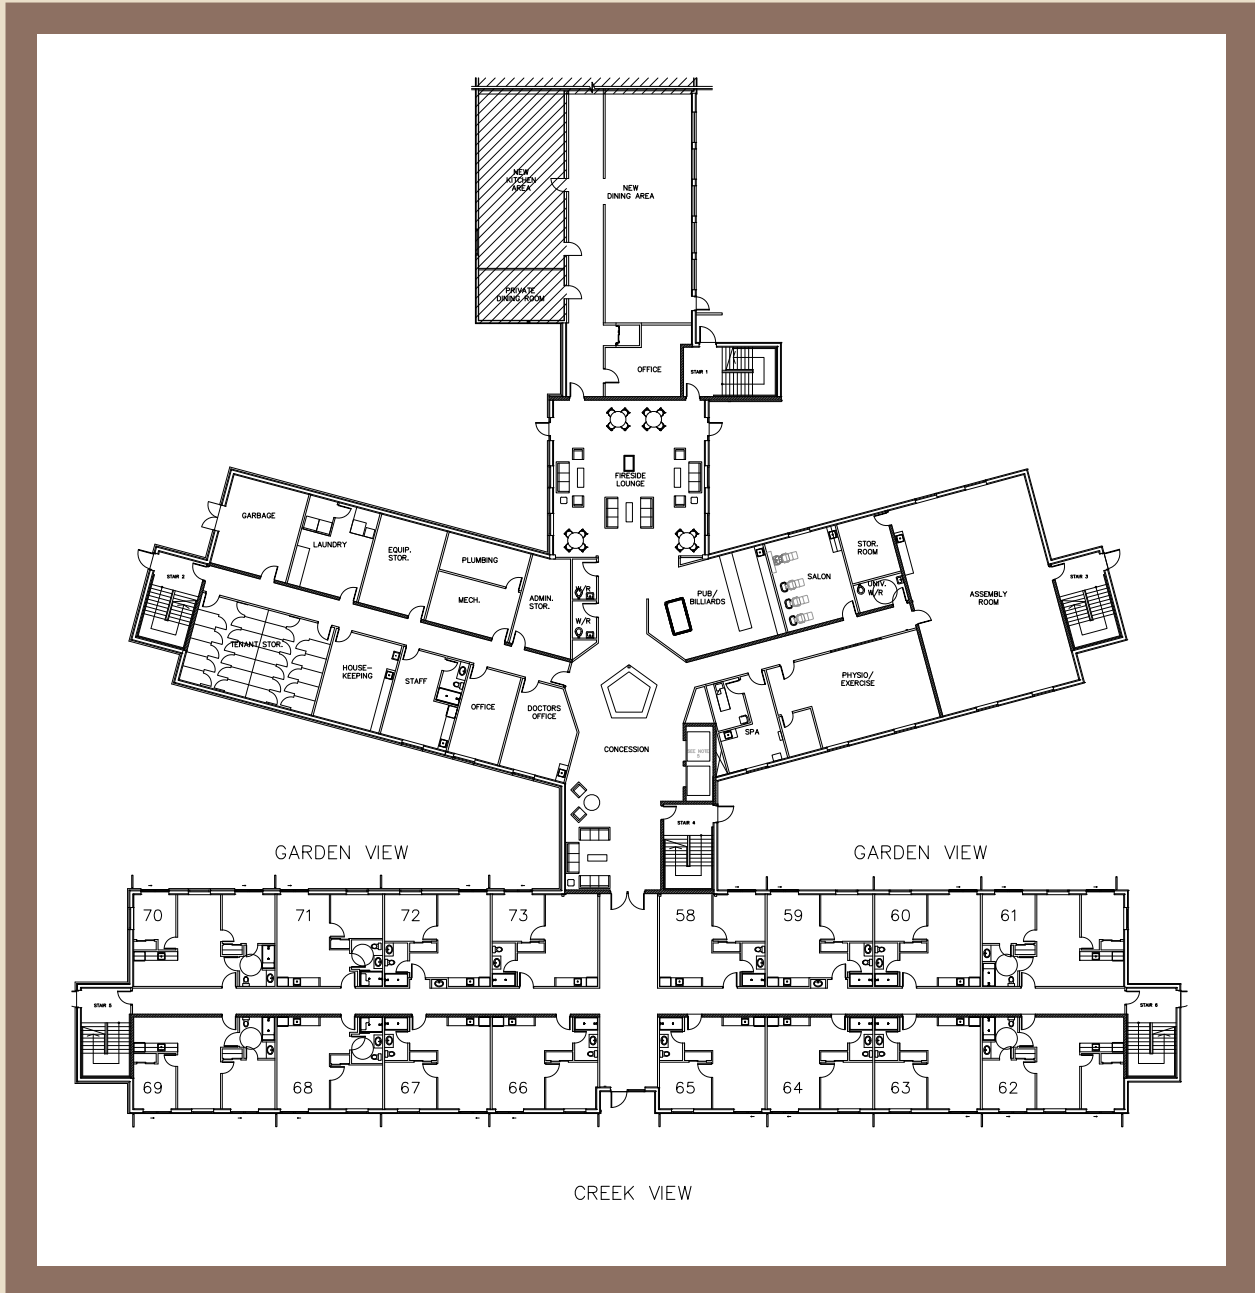 NEW
KITCHEN
AREA
NEW
DINING AREA
PRIVATE
DINING ROOM
OFFICE
STAIR 1
FIRESIDE
LOUNGE
GARBAGE
LAUNDRY
EQUIP.
STOR.
PLUMBING
MECH.
ADMIN.
STOR.
W/R
W/R
STAIR 2
TENANT STOR.
HOUSE-
KEEPING
STAFF
OFFICE
DOCTORS
OFFICE
PUB/
BILLIARDS
SALON
STOR.
ROOM
UNIV.
W/R
ASSEMBLY
ROOM
STAIR 3
PHYSIO/
EXERCISE
SPA
CONCESSION
SEE NOTE
STAIR 4
GARDEN VIEW
GARDEN VIEW
70
71
72
73
58
59
60
61
STAIR 5
STAIR 6
69
68
67
66
65
64
63
62
CREEK VIEW